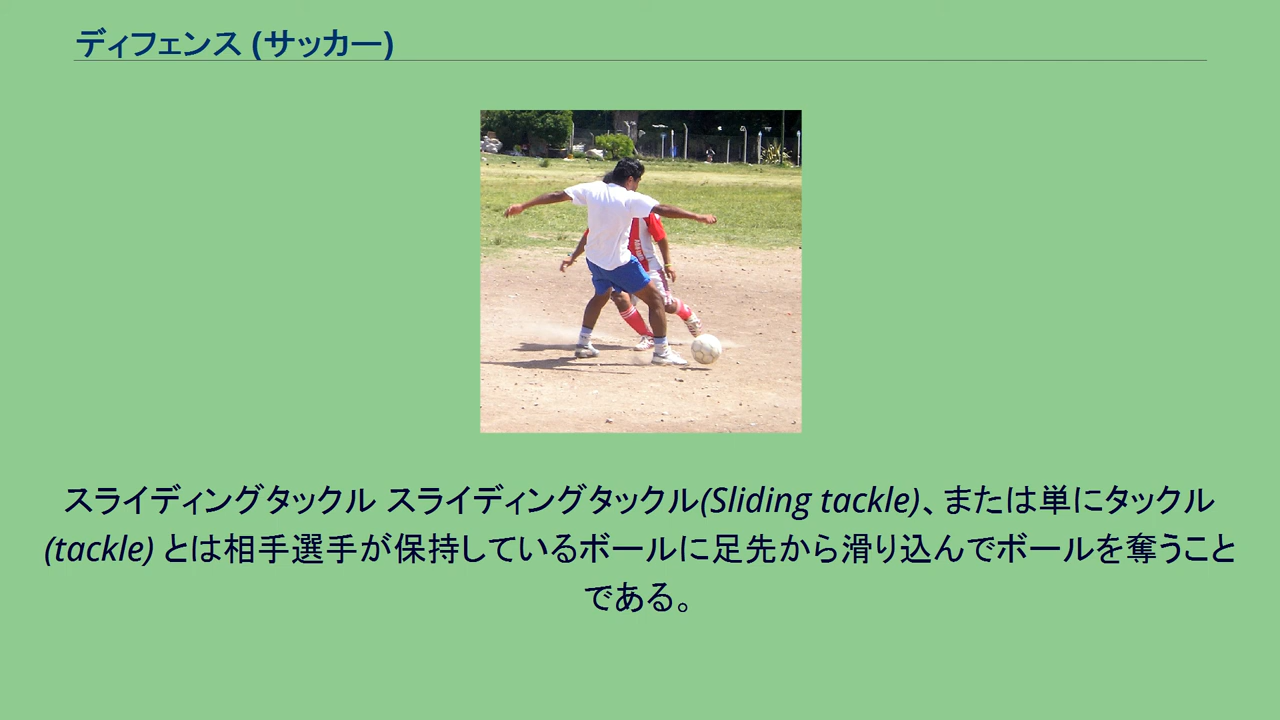 ディフェンス (サッカー)
スライディングタックル スライディングタックル(Sliding tackle)、または単にタックル
(tackle) とは相手選手が保持しているボールに足先から滑り込んでボールを奪うこと
である。